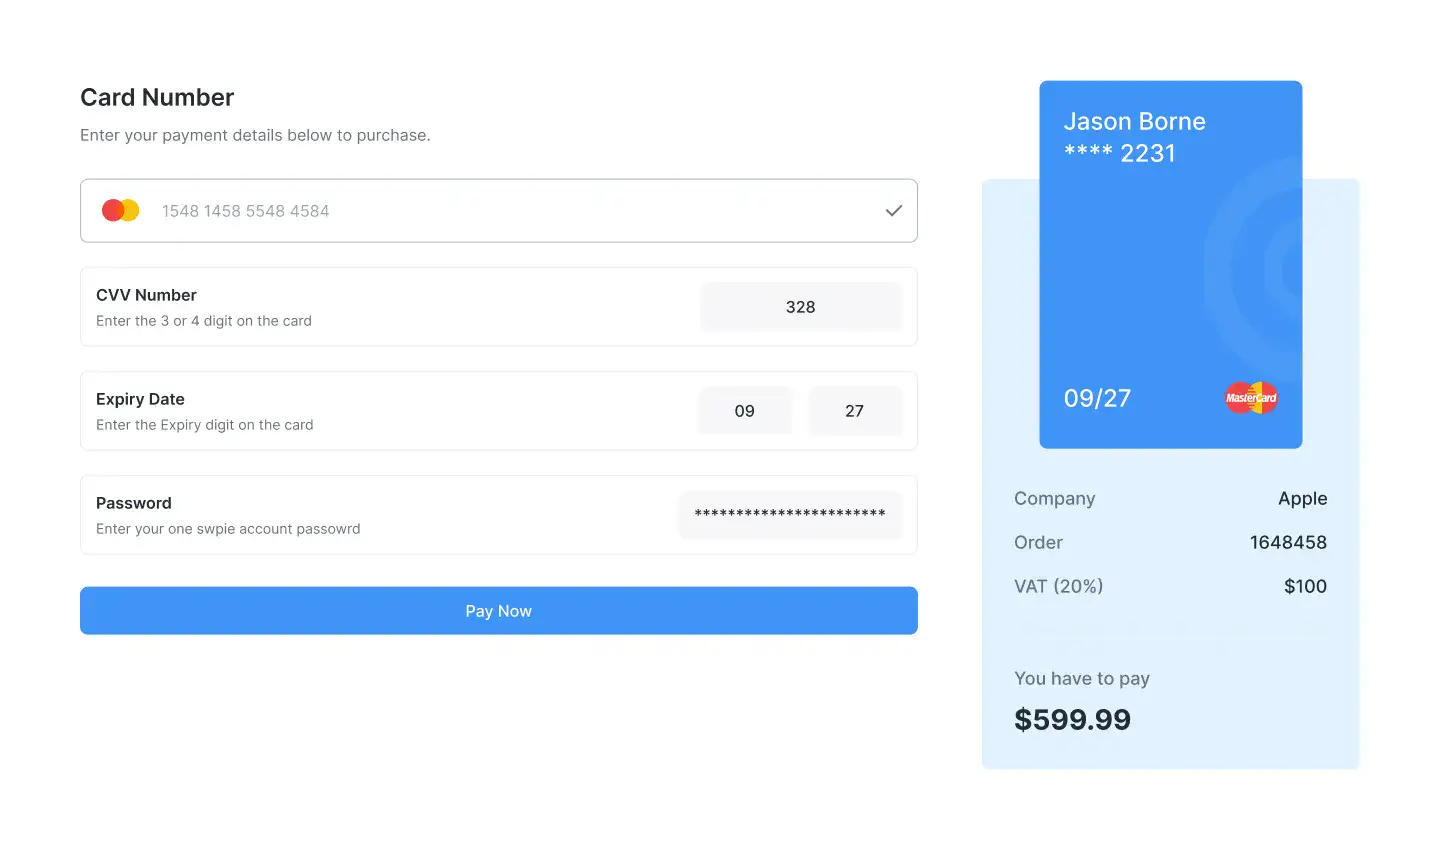 Card Number
Enter your payment details below to purchase.
1548 1458 5548 4584
CVV Number
Enter the 3 or 4 digit on the card
328
Expiry Date
Enter the Expiry digit on the card
09 27
Password
Enter your one swpie account passowrd
***********************
Pay Now
Jason Borne
**** 2231
09/27
MasterCard
Company Apple
Order 1648458
VAT (20%) $100
You have to pay
$599.99